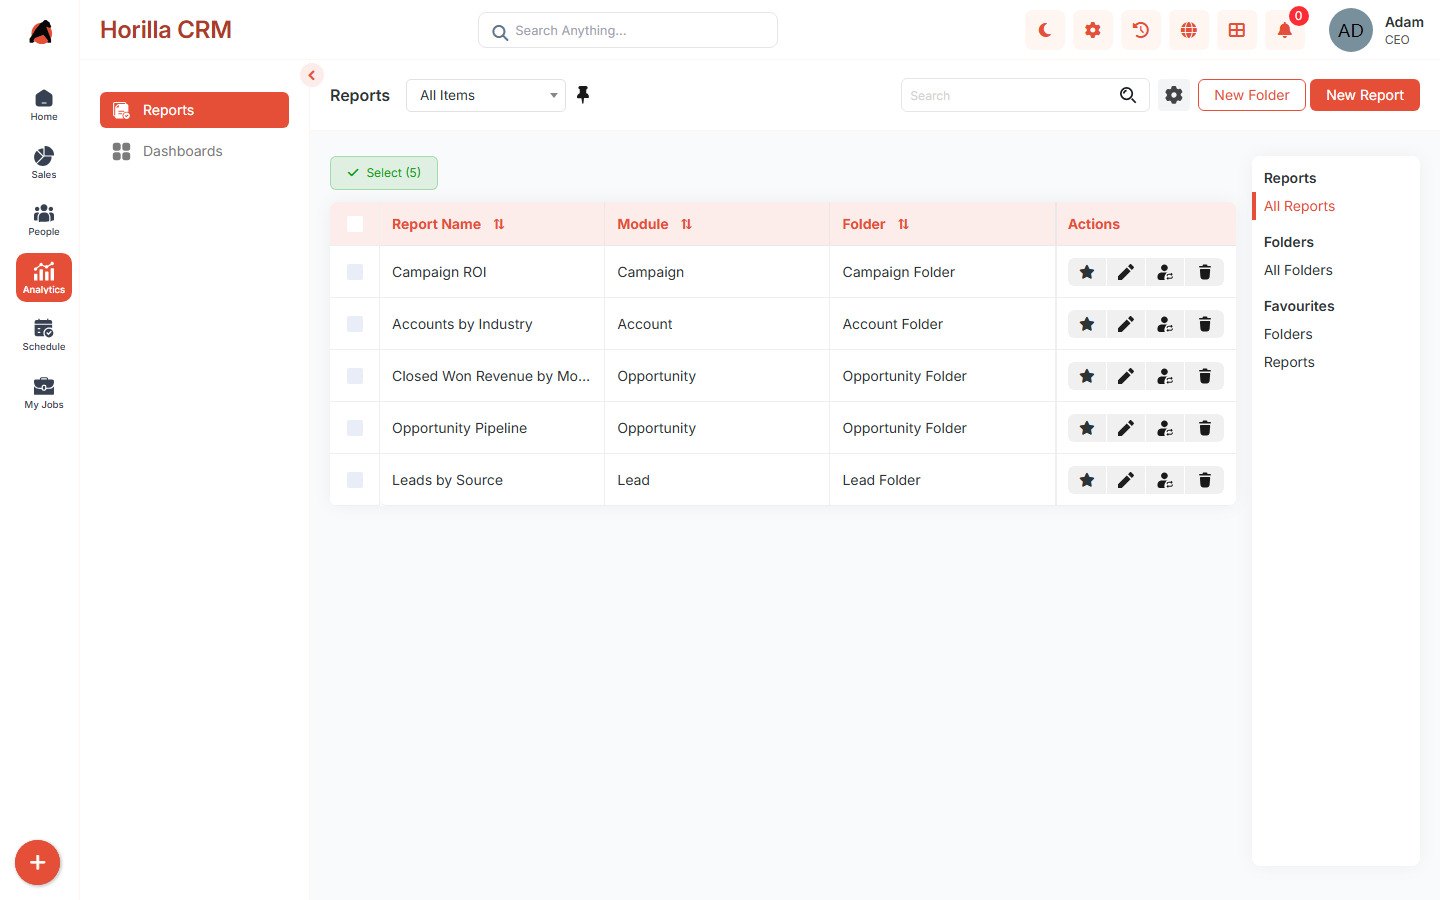 Horilla CRM
Search Anything...
0
AD
Adam
CEO
Home
Sales
People
Analytics
Schedule
My Jobs
Reports
Dashboards
Reports
All Items
Search
New Folder
New Report
Select (5)
Report Name
Module
Folder
Actions
Campaign ROI
Campaign
Campaign Folder
Accounts by Industry
Account
Account Folder
Closed Won Revenue by Mo...
Opportunity
Opportunity Folder
Opportunity Pipeline
Opportunity
Opportunity Folder
Leads by Source
Lead
Lead Folder
Reports
All Reports
Folders
All Folders
Favourites
Folders
Reports